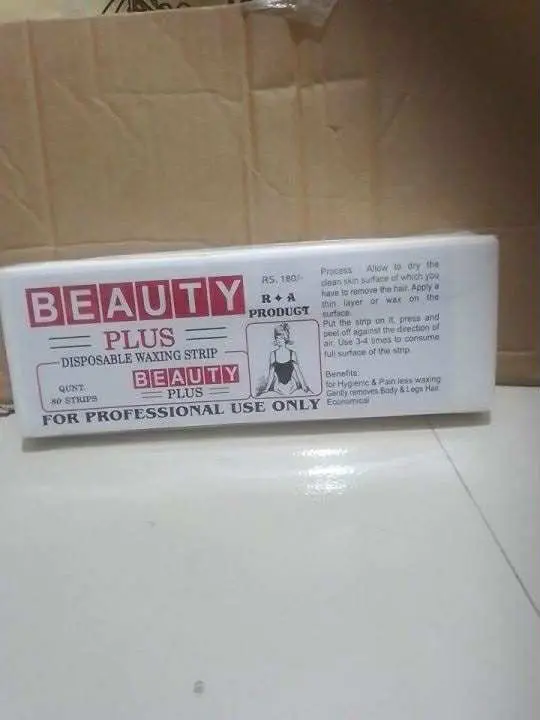 BEAUTY
PLUS
DISPOSABLE WAXING STRIP
QUNT.
80 STRIPS
BEAUTY
PLUS
FOR PROFESSIONAL USE ONLY
RS. 180/-
R ♦ A
PRODUCT
Process Allow to dry the
clean skin surface of which you
have to remove the hair. Apply a
thin layer or wax on the
surface.
Put the strip on it, press and
peel off against the direction of
air. Use 3-4 times to consume
full surface of the strip.
Benefits:
for Hygienic & Pain less waxing
Gently removes Body & Legs Hair
Economical